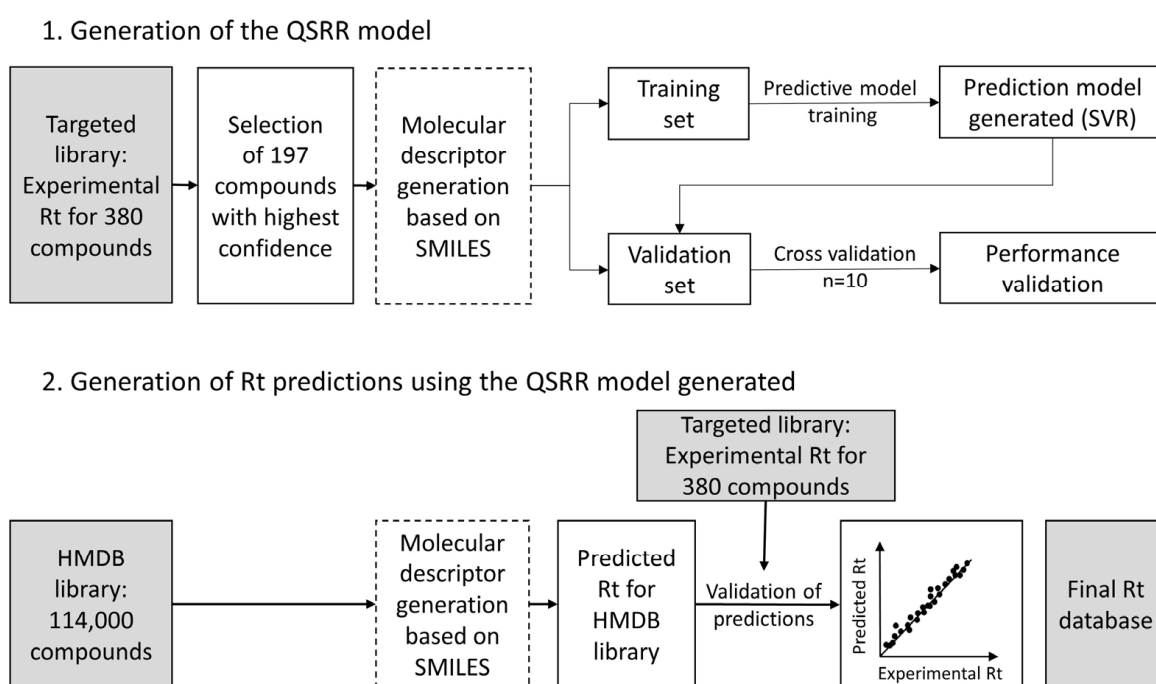 1. Generation of the QSRR model
Targeted
library:
Experimental
Rt for 380
compounds
Selection
of 197
compounds
with highest
confidence
Molecular
descriptor
generation
based on
SMILES
Training
set
Predictive model
training
Prediction model
generated (SVR)
Validation
set
Cross validation
n=10
Performance
validation
2. Generation of Rt predictions using the QSRR model generated
Targeted library:
Experimental Rt for
380 compounds
HMDB
library:
114,000
compounds
Molecular
descriptor
generation
based on
SMILES
Predicted
Rt for
HMDB
library
Validation of
predictions
Predicted Rt
Experimental Rt
Final Rt
database